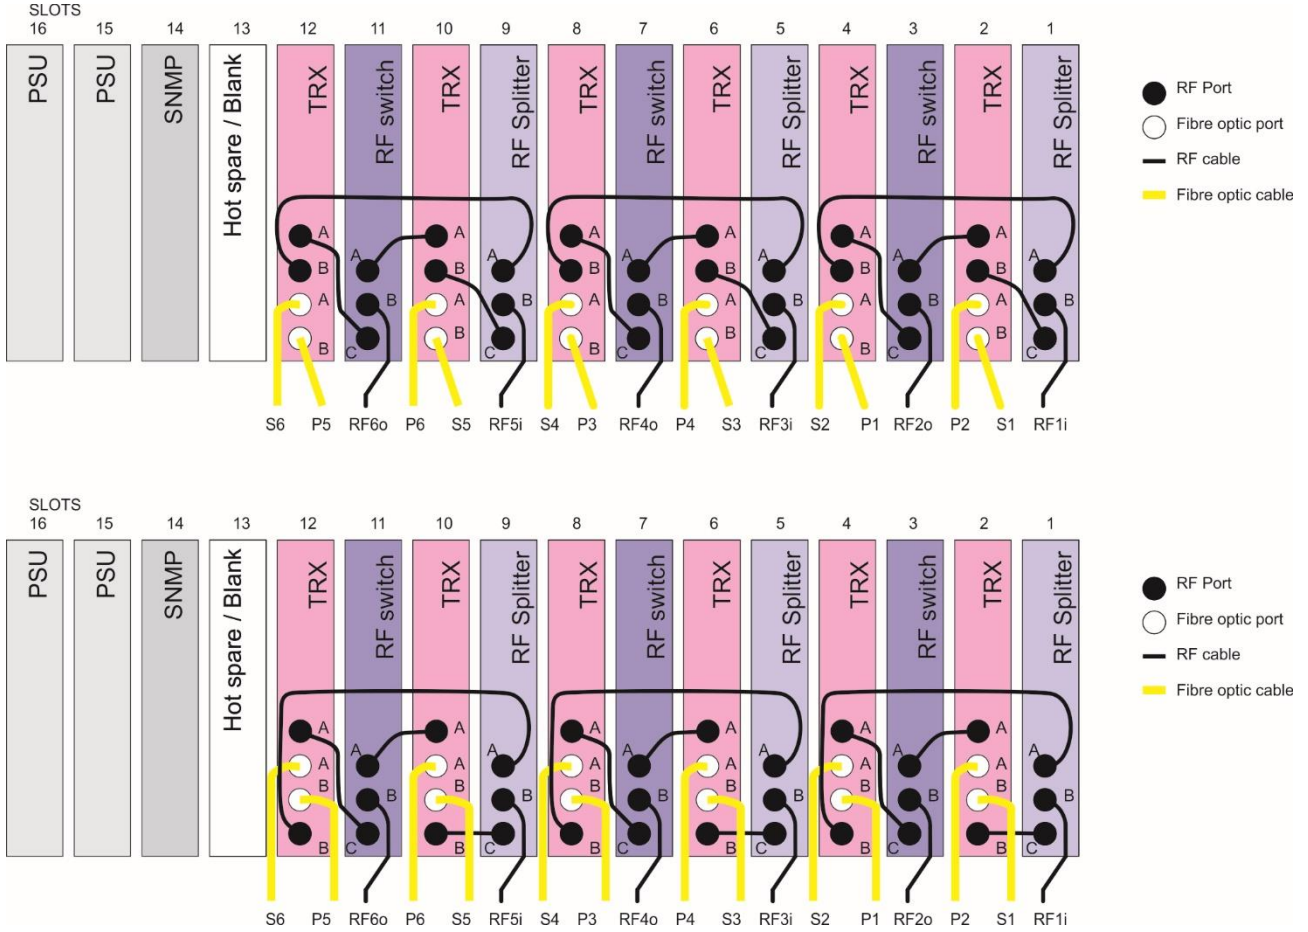 SLOTS
16 15 14 13 12 11 10 9 8 7 6 5 4 3 2 1
PSU PSU SNMP Hot spare / Blank TRX RF switch TRX RF Splitter TRX RF switch TRX RF Splitter TRX RF switch TRX RF Splitter
RF Port
Fibre optic port
RF cable
Fibre optic cable
A A A A A A
B A B A B A B A B A B A
A B A B A B A B A B A B
B C B C B C B C B C B C
S6 P5 RF6o P6 S5 RF5i S4 P3 RF4o P4 S3 RF3i S2 P1 RF2o P2 S1 RF1i
SLOTS
16 15 14 13 12 11 10 9 8 7 6 5 4 3 2 1
PSU PSU SNMP Hot spare / Blank TRX RF switch TRX RF Splitter TRX RF switch TRX RF Splitter TRX RF switch TRX RF Splitter
RF Port
Fibre optic port
RF cable
Fibre optic cable
A A A A A A
A A A A A A A A A A A A
B B B B B B B B B B B B
B C B C B C B C B C B C
S6 P5 RF6o P6 S5 RF5i S4 P3 RF4o P4 S3 RF3i S2 P1 RF2o P2 S1 RF1i